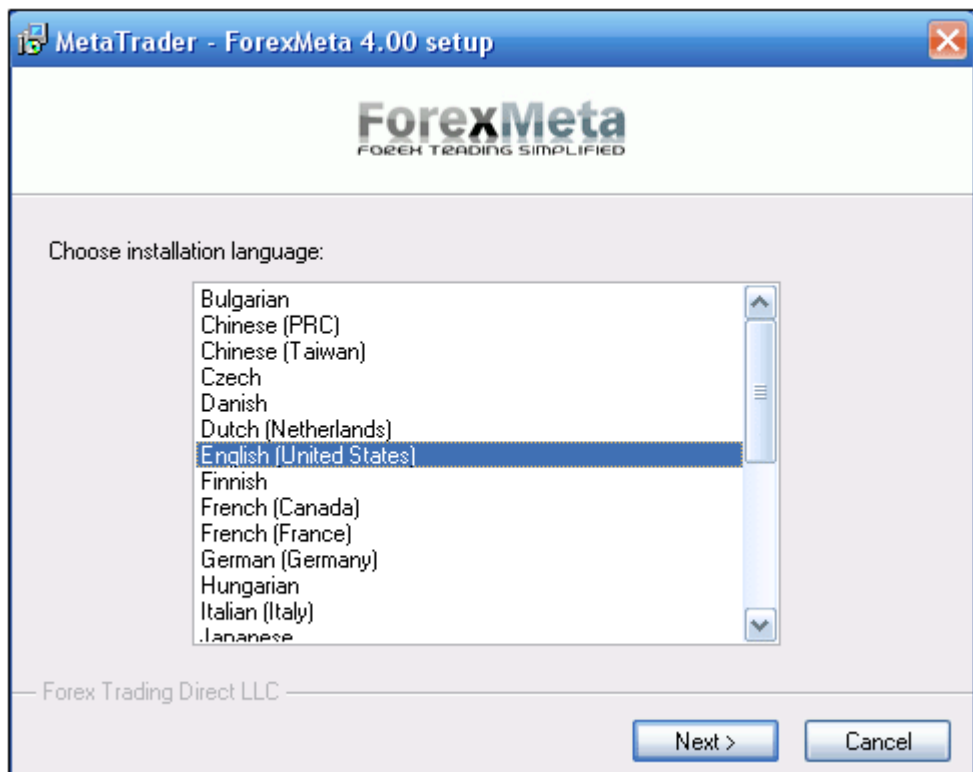 MetaTrader - ForexMeta 4.00 setup
ForexMeta
FOREX TRADING SIMPLIFIED
Choose installation language:
Bulgarian
Chinese (PRC)
Chinese (Taiwan)
Czech
Danish
Dutch (Netherlands)
English (United States)
Finnish
French (Canada)
French (France)
German (Germany)
Hungarian
Italian (Italy)
Japanese
Forex Trading Direct LLC
Next >
Cancel